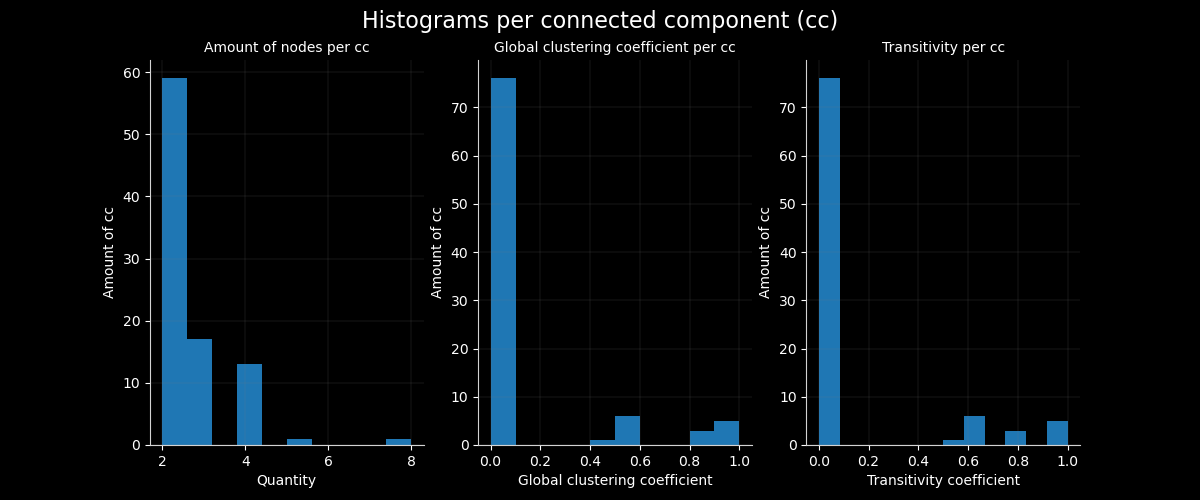 Histograms per connected component (cc)
Amount of nodes per cc
Amount of cc
60
50
40
30
20
10
0
2 4 6 8
Quantity
Global clustering coefficient per cc
Amount of cc
70
60
50
40
30
20
10
0
0.0 0.2 0.4 0.6 0.8 1.0
Global clustering coefficient
Transitivity per cc
Amount of cc
70
60
50
40
30
20
10
0
0.0 0.2 0.4 0.6 0.8 1.0
Transitivity coefficient